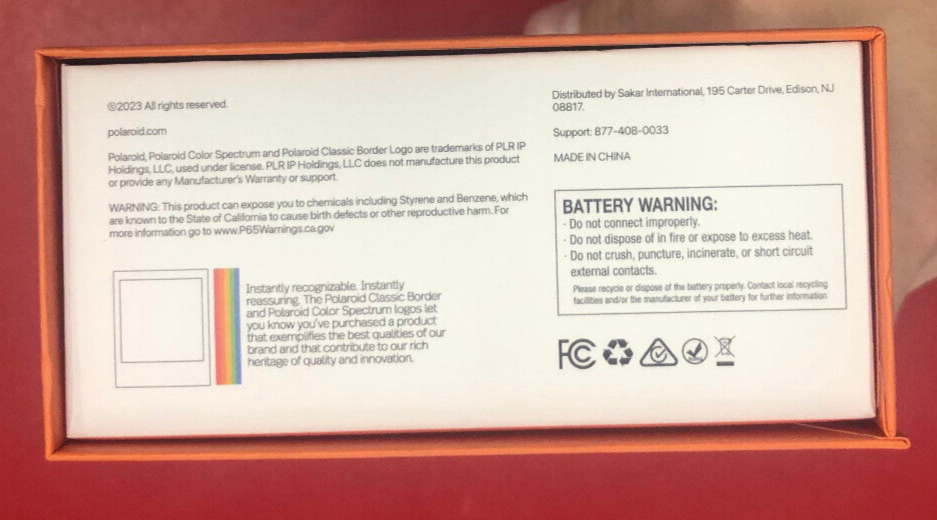 ©2023 All rights reserved.
polaroid.com
Polaroid, Polaroid Color Spectrum and Polaroid Classic Border Logo are trademarks of PLR IP
Holdings, LLC, used under license. PLR IP Holdings, LLC does not manufacture this product
or provide any Manufacturer's Warranty or support.
WARNING: This product can expose you to chemicals including Styrene and Benzene, which
are known to the State of California to cause birth defects or other reproductive harm. For
more information go to www.P65Warnings.ca.gov
Instantly recognizable. Instantly
reassuring. The Polaroid Classic Border
and Polaroid Color Spectrum logos let
you know you've purchased a product
that exemplifies the best qualities of our
brand and that contribute to our rich
heritage of quality and innovation.
Distributed by Sakar International, 195 Carter Drive, Edison, NJ
08817.
Support: 877-408-0033
MADE IN CHINA
BATTERY WARNING:
· Do not connect improperly.
· Do not dispose of in fire or expose to excess heat.
· Do not crush, puncture, incinerate, or short circuit
external contacts.
Please recycle or dispose of the battery properly. Contact local recycling
facilities and/or the manufacturer of your battery for further information
FC